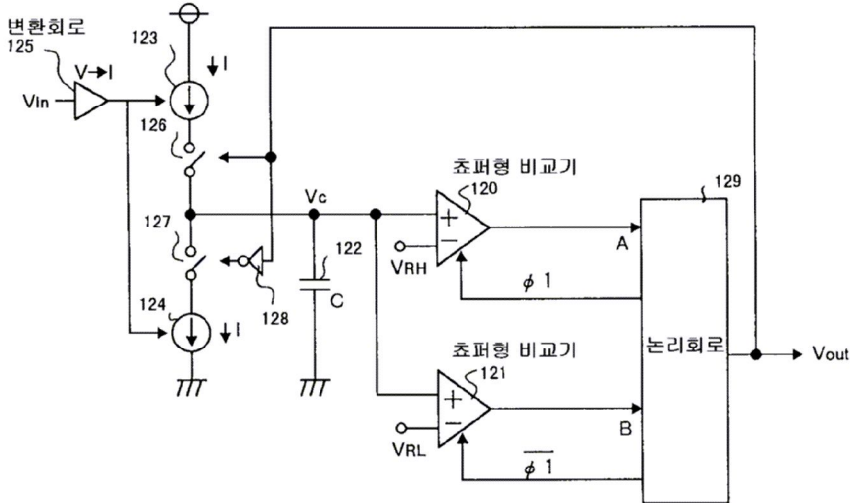 변환회로
125
V→I
Vin
123
↓I
126
127
124
↓I
128
Vc
122
C
쵸퍼형 비교기
120
+
−
VRH
A
φ1
129
논리회로
Vout
쵸퍼형 비교기
121
+
−
VRL
B
φ1